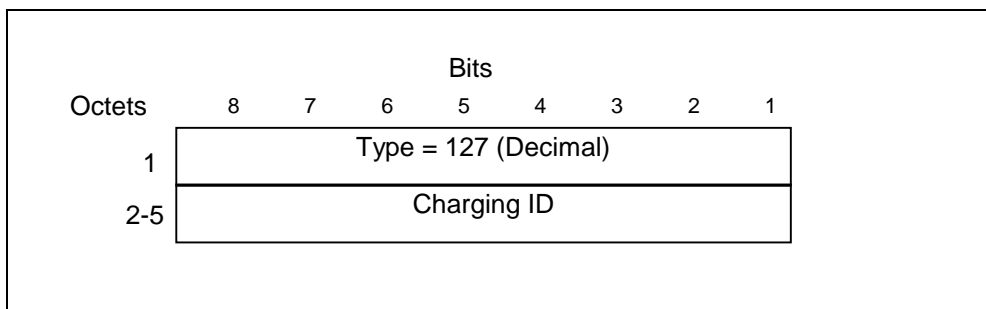 Bits
Octets 8 7 6 5 4 3 2 1
1 Type = 127 (Decimal)
2-5 Charging ID